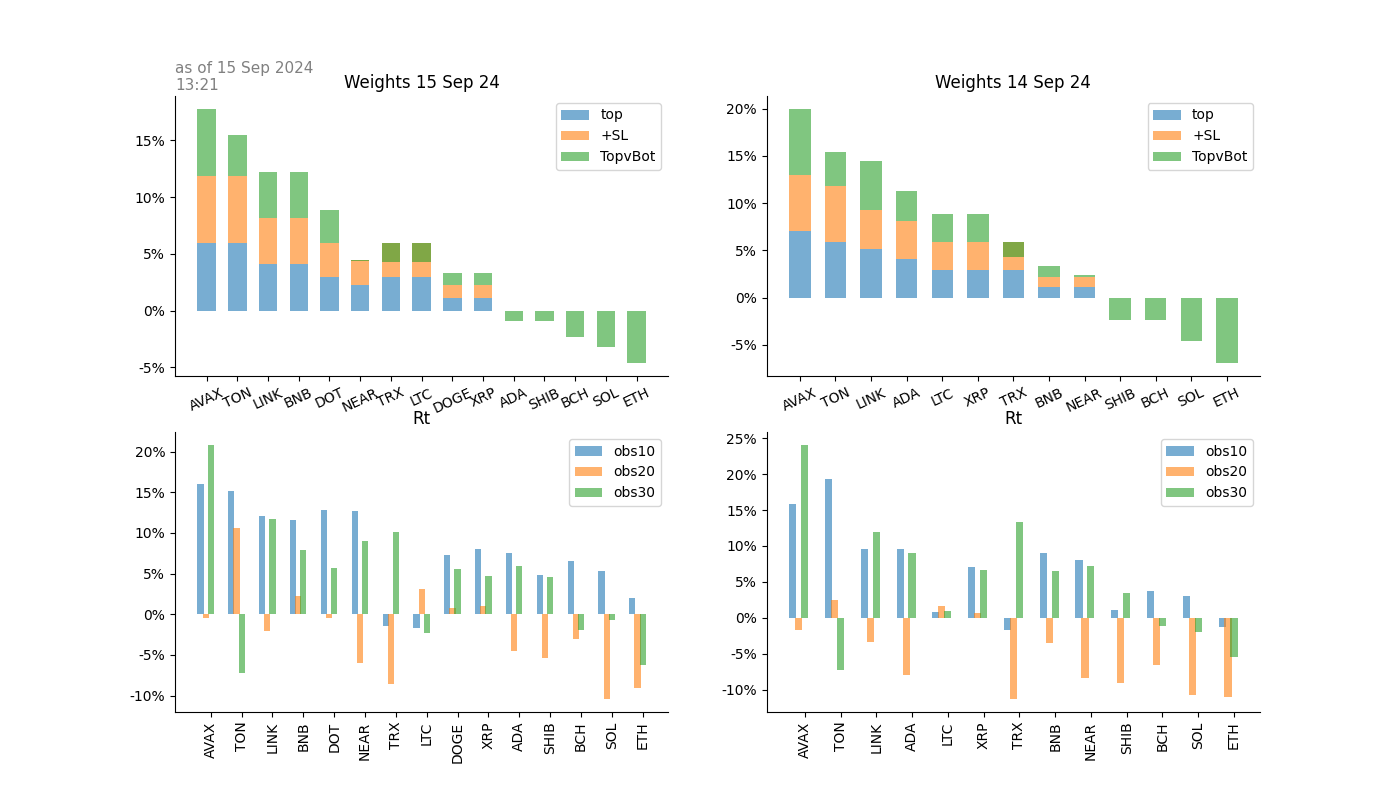 as of 15 Sep 2024
13:21
Weights 15 Sep 24
top
+SL
TopvBot
15%
10%
5%
0%
-5%
AVAX TON LINK BNB DOT NEAR TRX LTC DOGE XRP ADA SHIB BCH SOL ETH
Weights 14 Sep 24
top
+SL
TopvBot
20%
15%
10%
5%
0%
-5%
AVAX TON LINK ADA LTC XRP TRX BNB NEAR SHIB BCH SOL ETH
Rt
obs10
obs20
obs30
20%
15%
10%
5%
0%
-5%
-10%
AVAX TON LINK BNB DOT NEAR TRX LTC DOGE XRP ADA SHIB BCH SOL ETH
Rt
obs10
obs20
obs30
25%
20%
15%
10%
5%
0%
-5%
-10%
AVAX TON LINK ADA LTC XRP TRX BNB NEAR SHIB BCH SOL ETH